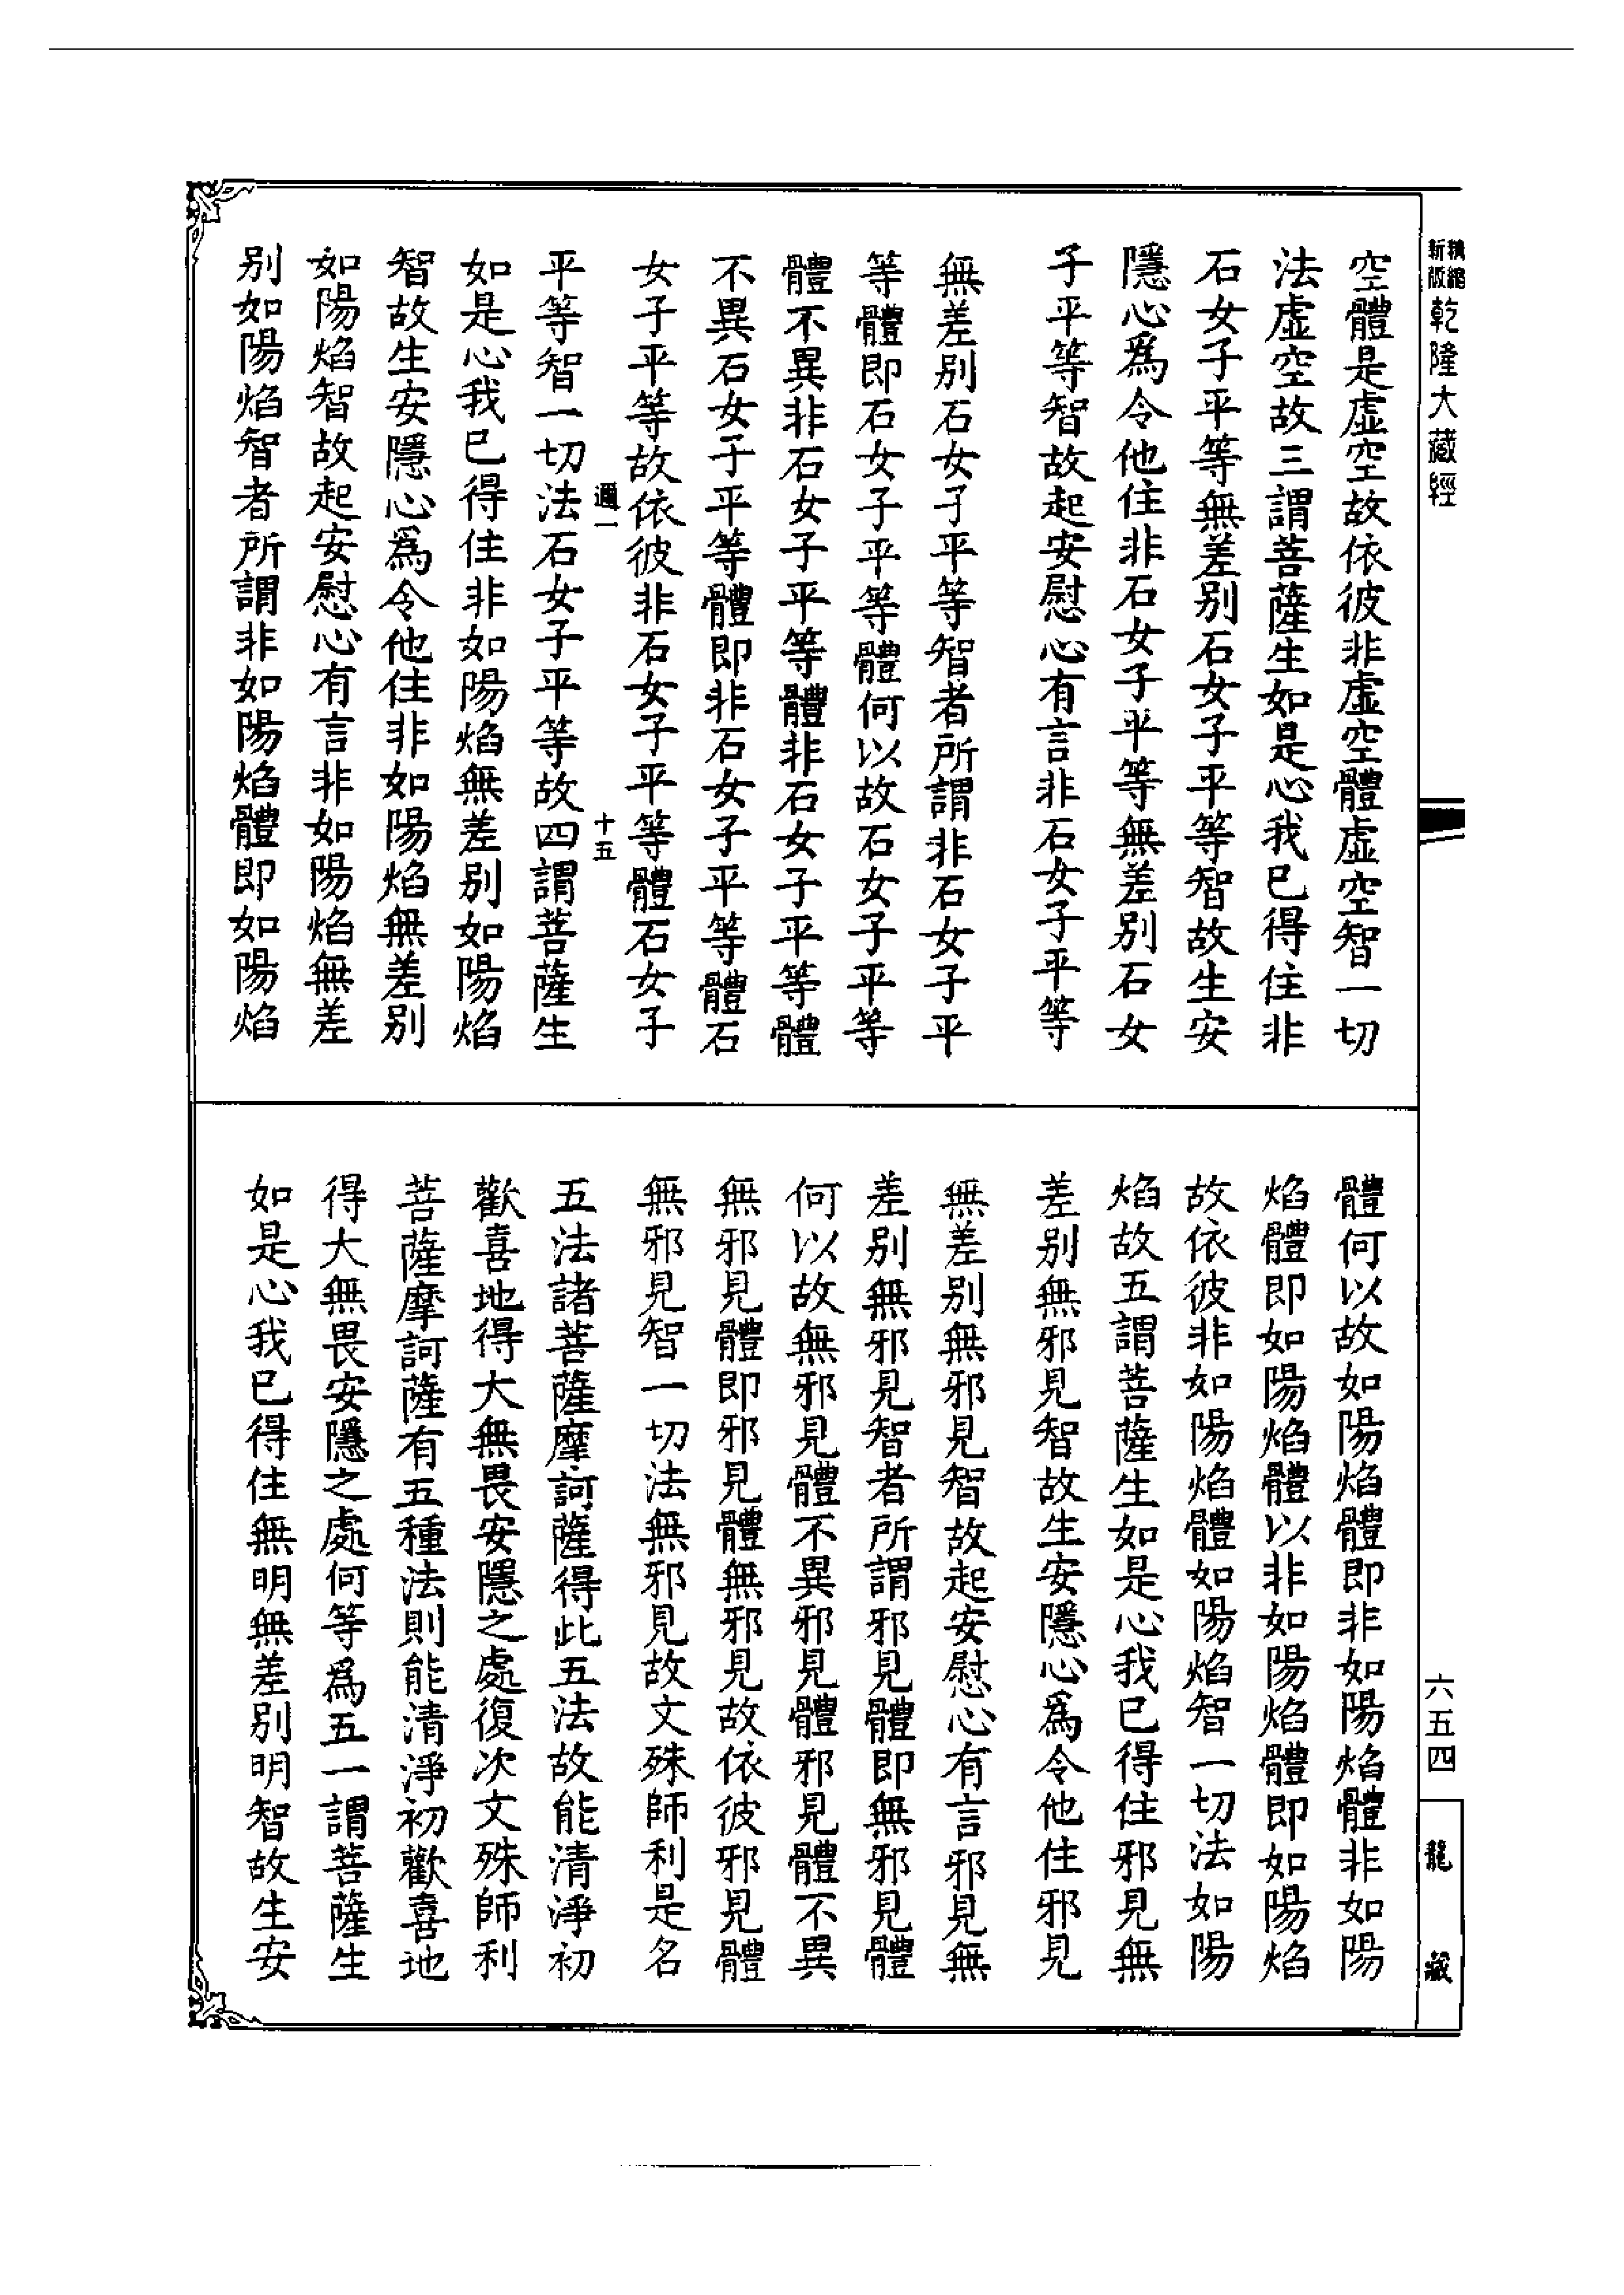 精縮新版乾隆大藏經
空體是虛空故依彼非虛空體虛空智一切
法虛空故三謂菩薩生如是心我已得住非
石女子平等無差別石女子平等智故生安
隱心為令他住非石女子平等無差別石女
子平等智故起安慰心有言非石女子平等
無差別石女子平等智者所謂非石女子平
等體即石女子平等體何以故石女子平等
體不異非石女子平等體非石女子平等體
不異石女子平等體即非石女子平等體石
女子平等故依彼非石女子平等體石女子
邇一
十五
平等智一切法石女子平等故四謂菩薩生
如是心我已得住非如陽焰無差別如陽焰
智故生安隱心為令他住非如陽焰無差別
如陽焰智故起安慰心有言非如陽焰無差
別如陽焰智者所謂非如陽焰體即如陽焰
體何以故如陽焰體即非如陽焰體非如陽
焰體即如陽焰體以非如陽焰體即如陽焰
故依彼非如陽焰體如陽焰智一切法如陽
焰故五謂菩薩生如是心我已得住邪見無
差別無邪見智故生安隱心為令他住邪見
無差別無邪見智故起安慰心有言邪見無
差別無邪見智者所謂邪見體即無邪見體
何以故無邪見體不異邪見體邪見體不異
無邪見體即邪見體無邪見故依彼邪見體
無邪見智一切法無邪見故文殊師利是名
五法諸菩薩摩訶薩得此五法故能清淨初
歡喜地得大無畏安隱之處復次文殊師利
菩薩摩訶薩有五種法則能清淨初歡喜地
得大無畏安隱之處何等為五一謂菩薩生
如是心我已得住無明無差別明智故生安
六五四
龍藏